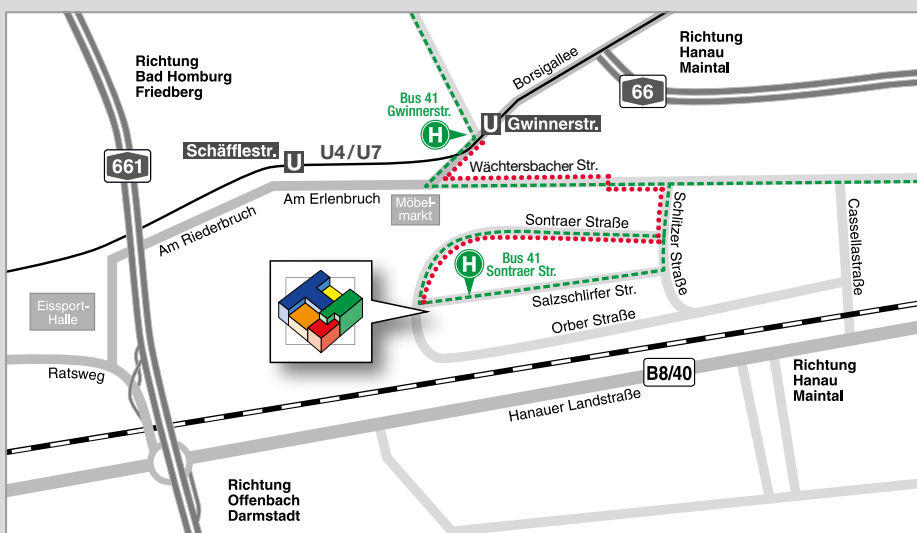 Richtung
Bad Homburg
Friedberg
Richtung
Hanau
Maintal
Borsigallee
66
Bus 41
Gwinnerstr.
H
U
Gwinnerstr.
Schäfflestr.
U
U4/U7
661
Wächtersbacher Str.
Am Erlenbruch
Möbel-
markt
Am Riederbruch
Sontraer Straße
Schlitzer Straße
Cassellastraße
H
Bus 41
Sontraer Str.
Salzschlirfer Str.
Orber Straße
Eissport-
Halle
Ratsweg
B8/40
Hanauer Landstraße
Richtung
Hanau
Maintal
Richtung
Offenbach
Darmstadt